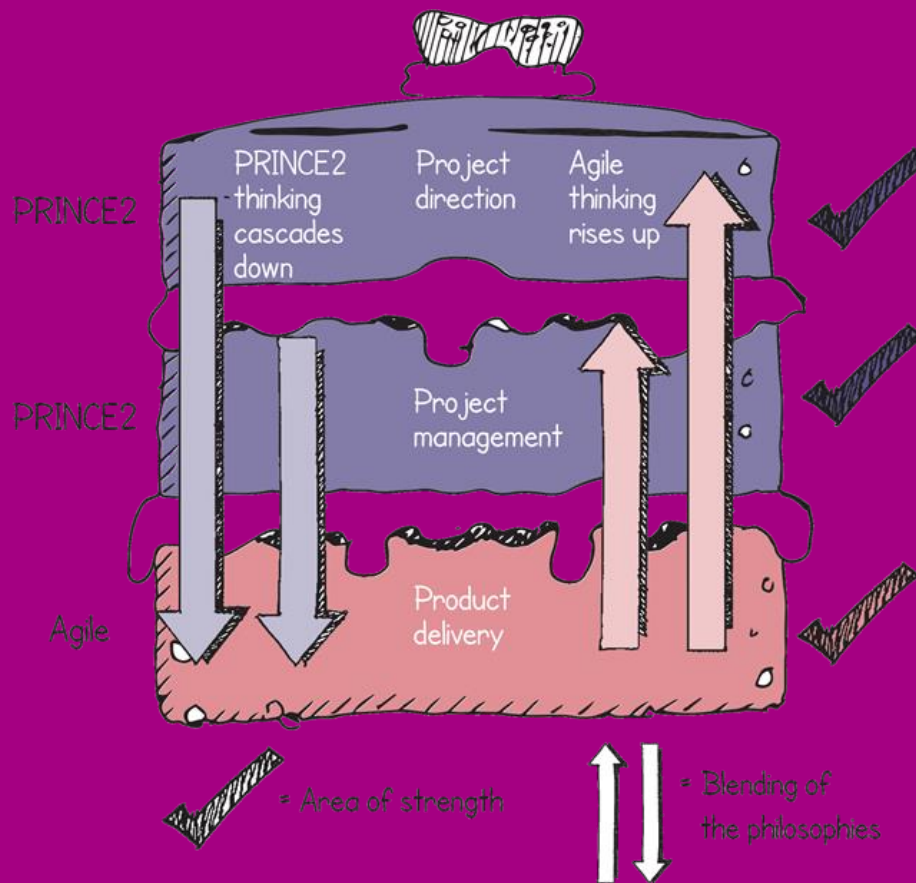 PRINCE2
thinking
cascades
down
Project
direction
Agile
thinking
rises up
PRINCE2
PRINCE2
Project
management
Agile
Product
delivery
= Area of strength
= Blending of
the philosophies